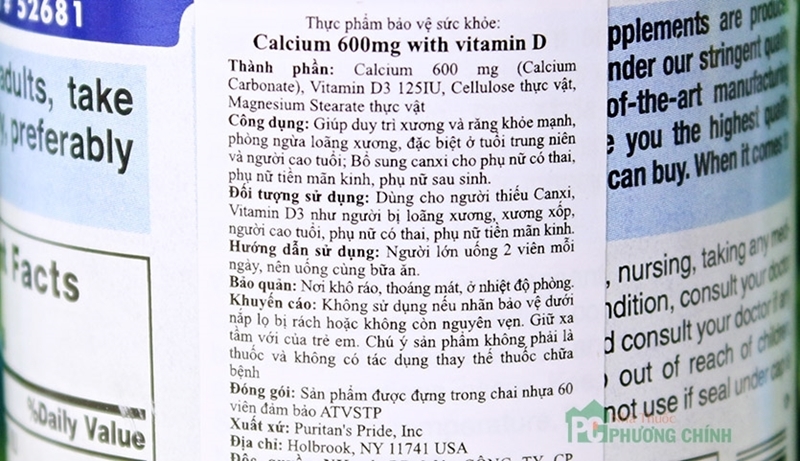 # 52681
adults, take
preferably
Facts
%Daily Value
Thực phẩm bảo vệ sức khỏe:
Calcium 600mg with vitamin D
Thành phần: Calcium 600 mg (Calcium
Carbonate), Vitamin D3 125IU, Cellulose thực vật,
Magnesium Stearate thực vật
Công dụng: Giúp duy trì xương và răng khỏe mạnh,
phòng ngừa loãng xương, đặc biệt ở tuổi trung niên
và người cao tuổi; Bổ sung canxi cho phụ nữ có thai,
phụ nữ tiền mãn kinh, phụ nữ sau sinh.
Đối tượng sử dụng: Dùng cho người thiếu Canxi,
Vitamin D3 như người bị loãng xương, xương xốp,
người cao tuổi, phụ nữ có thai, phụ nữ tiền mãn kinh.
Hướng dẫn sử dụng: Người lớn uống 2 viên mỗi
ngày, nên uống cùng bữa ăn.
Bảo quản: Nơi khô ráo, thoáng mát, ở nhiệt độ phòng.
Khuyến cáo: Không sử dụng nếu nhãn bảo vệ dưới
nắp lọ bị rách hoặc không còn nguyên vẹn. Giữ xa
tầm với của trẻ em. Chú ý sản phẩm không phải là
thuốc và không có tác dụng thay thế thuốc chữa
bệnh
Đóng gói: Sản phẩm được đựng trong chai nhựa 60
viên đảm bảo ATVSTP
Xuất xứ: Puritan's Pride, Inc
Địa chỉ: Holbrook, NY 11741 USA
pplements are
nder our stringent
of-the-art manufacturing
you the highest
can buy. When it comes
, nursing, taking any
ndition, consult your
consult your doctor if
out of reach of
not use if seal under
Nhà Thuốc
PC PHƯƠNG CHÍNH